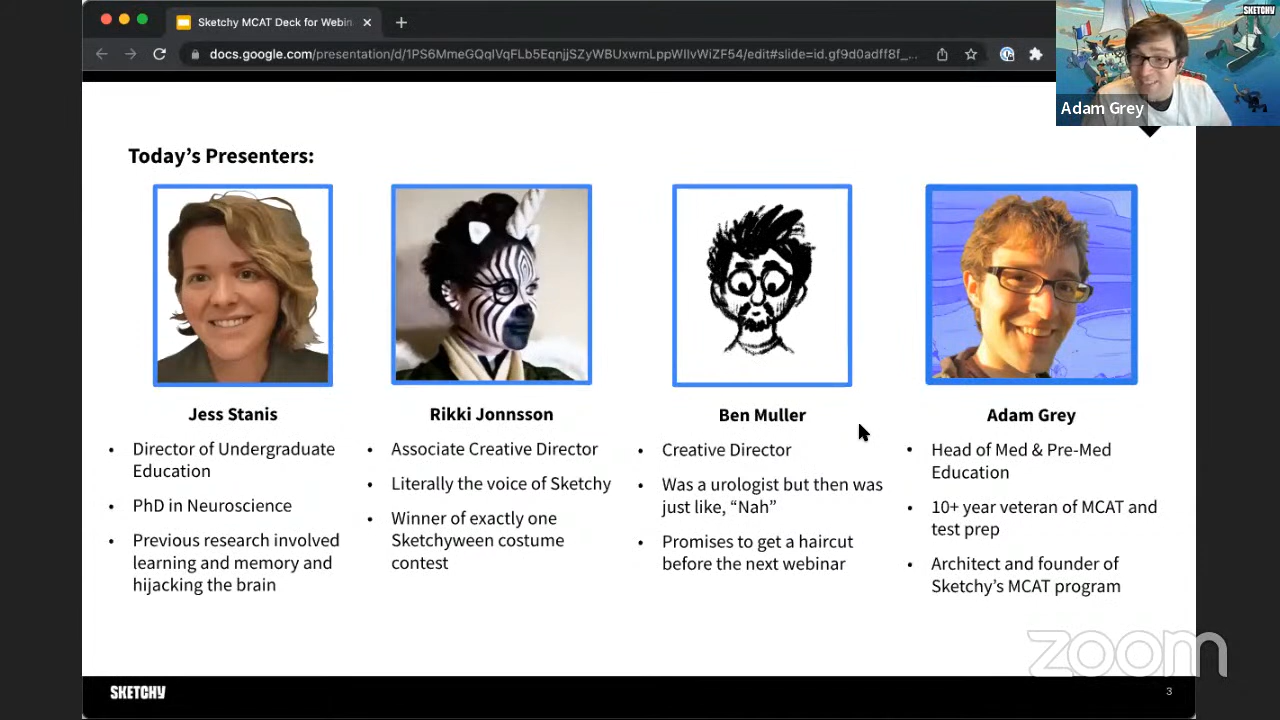 Sketchy MCAT Deck for Webin
docs.google.com/presentation/d/1PS6MmeGQqIVqFLb5EqnjjSZyWBUxwmLppWIlvWiZF54/edit#slide=id.gf9d0adff8f_...
SKETCHY
Adam Grey
Today's Presenters:
Jess Stanis
• Director of Undergraduate
Education
• PhD in Neuroscience
• Previous research involved
learning and memory and
hijacking the brain
Rikki Jonnsson
• Associate Creative Director
• Literally the voice of Sketchy
• Winner of exactly one
Sketchyween costume
contest
Ben Muller
• Creative Director
• Was a urologist but then was
just like, “Nah”
• Promises to get a haircut
before the next webinar
Adam Grey
• Head of Med & Pre-Med
Education
• 10+ year veteran of MCAT and
test prep
• Architect and founder of
Sketchy's MCAT program
zoom
SKETCHY
3